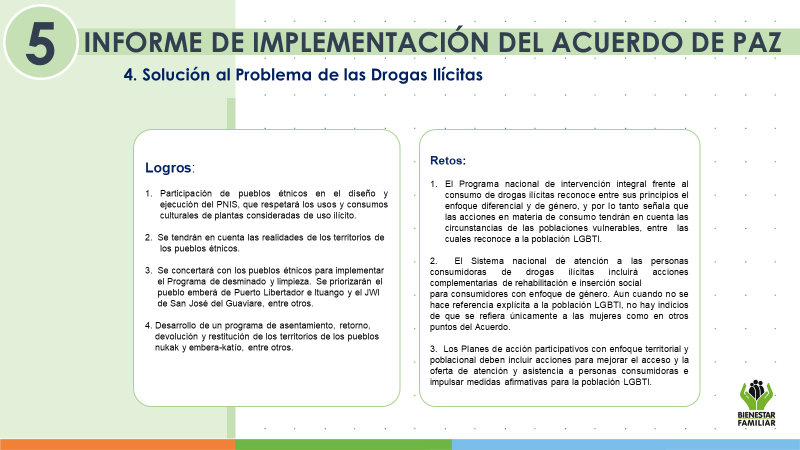 5
INFORME DE IMPLEMENTACIÓN DEL ACUERDO DE PAZ
4. Solución al Problema de las Drogas Ilícitas
Logros:
1. Participación de pueblos étnicos en el diseño y
ejecución del PNIS, que respetará los usos y consumos
culturales de plantas consideradas de uso ilícito.
2. Se tendrán en cuenta las realidades de los territorios de
los pueblos étnicos.
3. Se concertará con los pueblos étnicos para implementar
el Programa de desminado y limpieza. Se priorizarán el
pueblo emberá de Puerto Libertador e Ituango y el JWI
de San José del Guaviare, entre otros.
4. Desarrollo de un programa de asentamiento, retorno,
devolución y restitución de los territorios de los pueblos
nukak y embera-katío, entre otros.
Retos:
1. El Programa nacional de intervención integral frente al
consumo de drogas ilícitas reconoce entre sus principios el
enfoque diferencial y de género, y por lo tanto señala que
las acciones en materia de consumo tendrán en cuenta las
circunstancias de las poblaciones vulnerables, entre las
cuales reconoce a la población LGBTI.
2. El Sistema nacional de atención a las personas
consumidoras de drogas ilícitas incluirá acciones
complementarias de rehabilitación e inserción social
para consumidores con enfoque de género. Aun cuando no se
hace referencia explícita a la población LGBTI, no hay indicios
de que se refiera únicamente a las mujeres como en otros
puntos del Acuerdo.
3. Los Planes de acción participativos con enfoque territorial y
poblacional deben incluir acciones para mejorar el acceso y la
oferta de atención y asistencia a personas consumidoras e
impulsar medidas afirmativas para la población LGBTI.
BIENESTAR
FAMILIAR